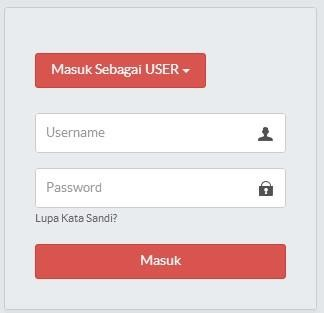 Masuk Sebagai USER
Username
Password
Lupa Kata Sandi?
Masuk